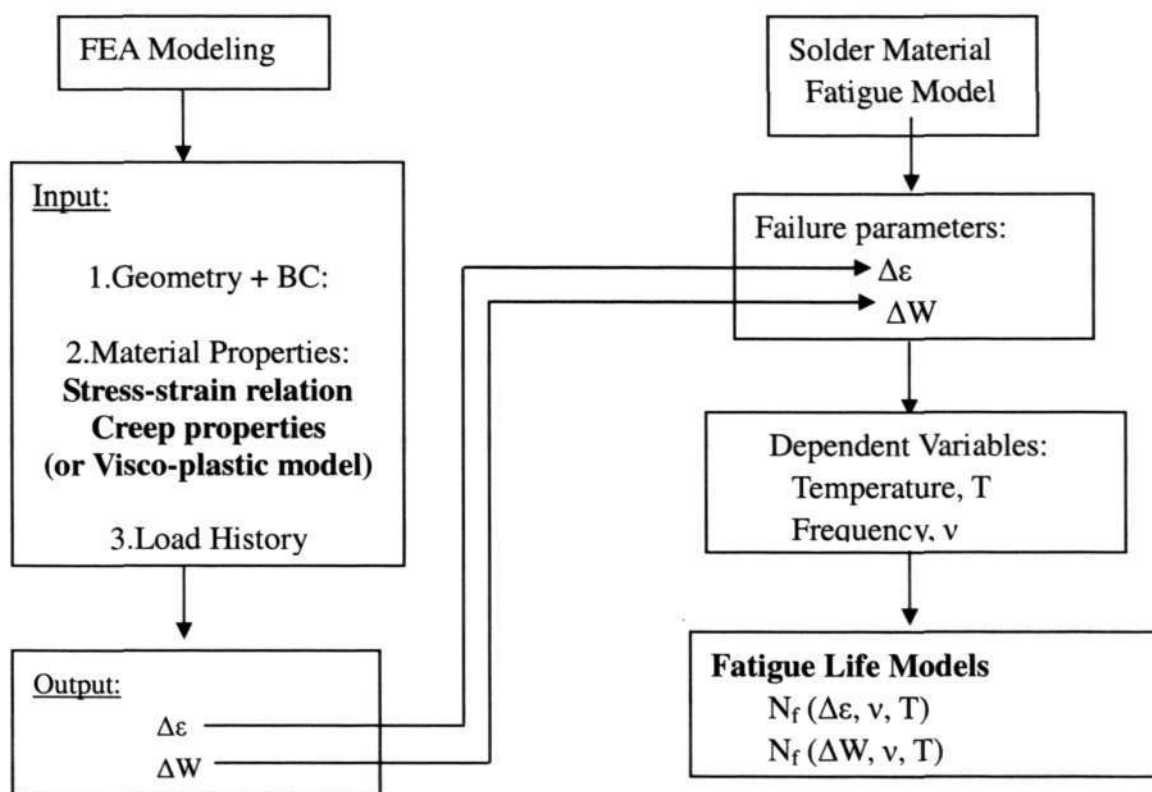 FEA Modeling
Input:
1.Geometry + BC:
2.Material Properties:
Stress-strain relation
Creep properties
(or Visco-plastic model)
3.Load History
Output:
Δε
ΔW
Solder Material
Fatigue Model
Failure parameters:
Δε
ΔW
Dependent Variables:
Temperature, T
Frequency, ν
Fatigue Life Models
Nf (Δε, ν, T)
Nf (ΔW, ν, T)